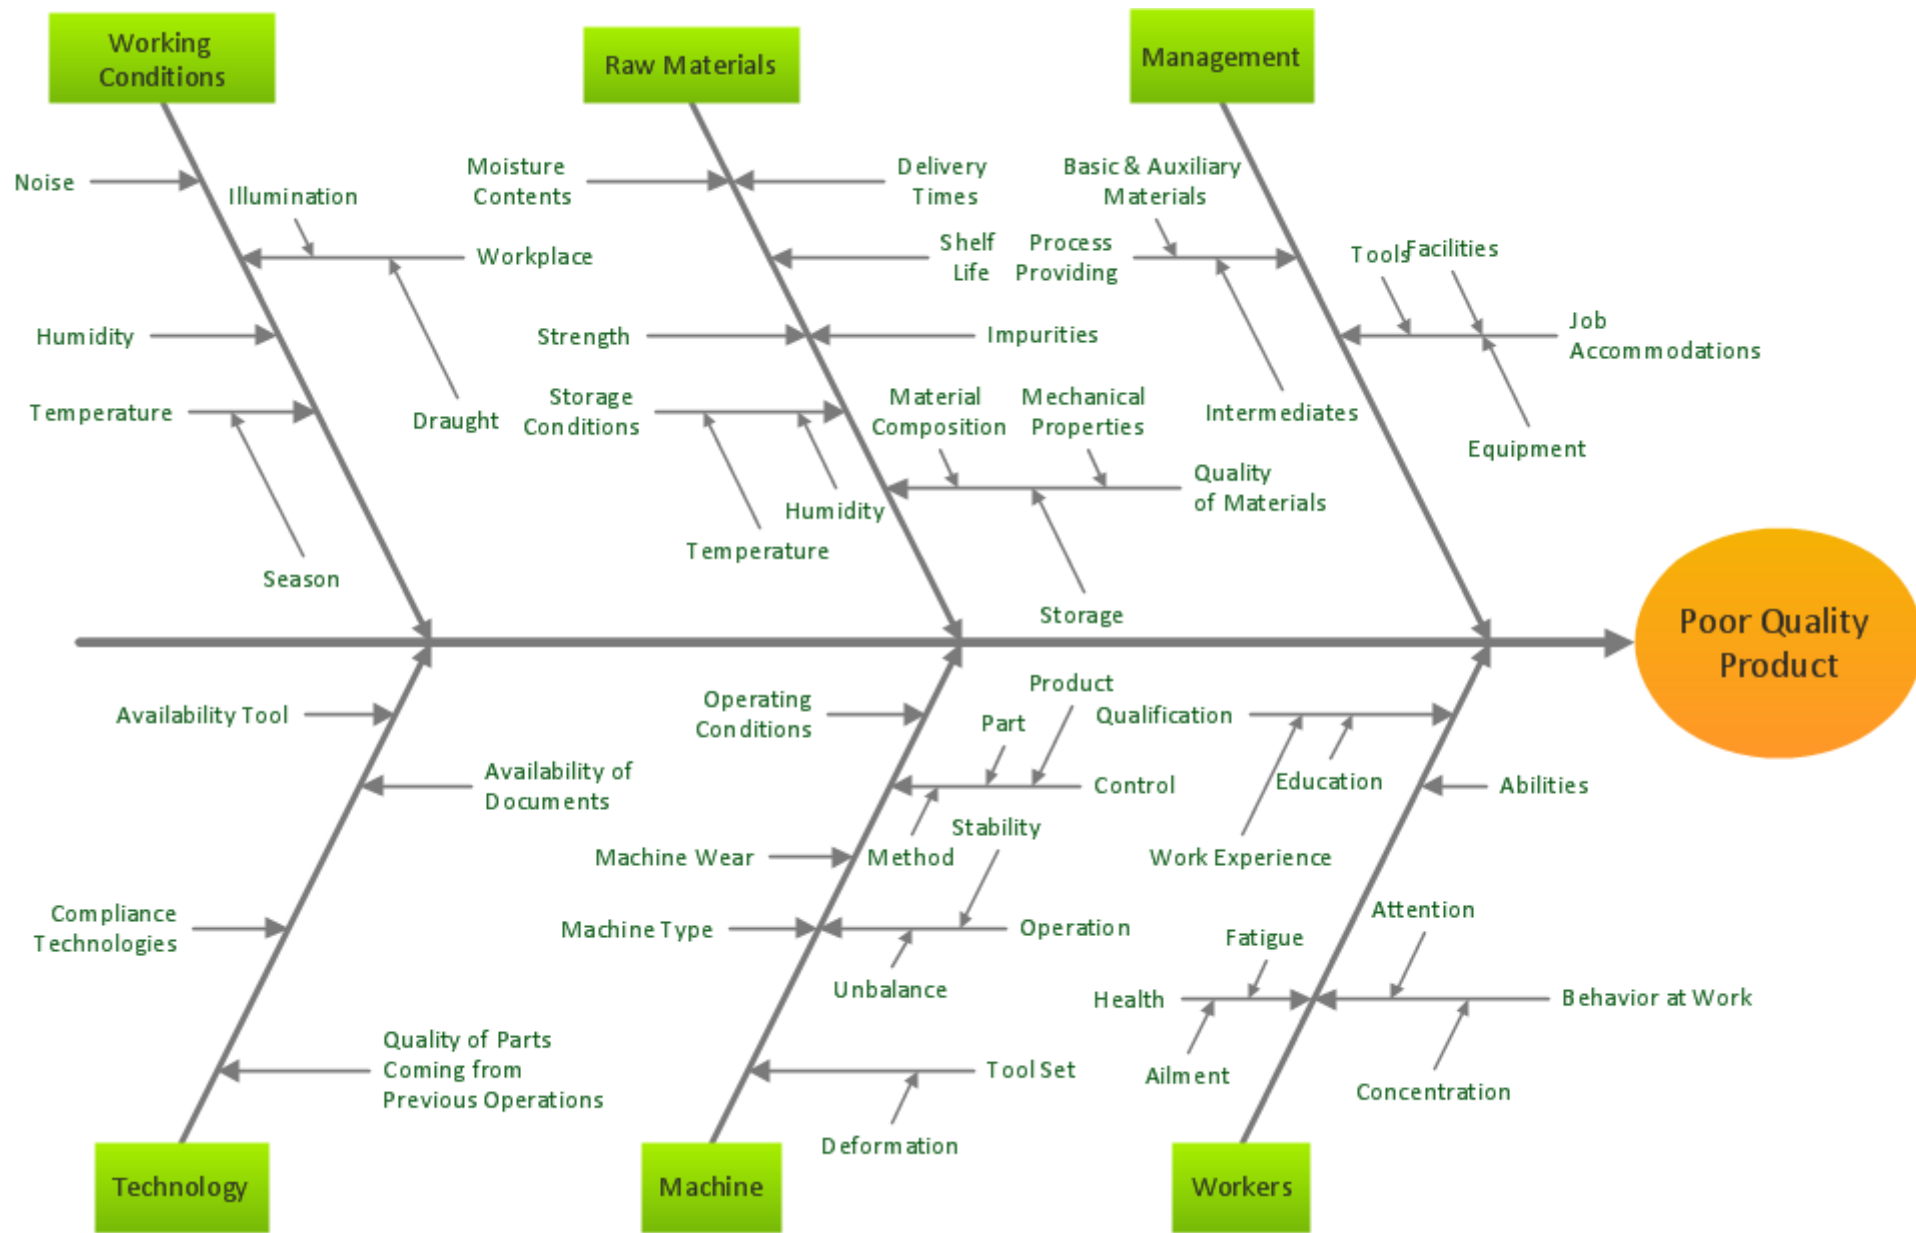 Working
Conditions
Raw Materials
Management
Noise
Illumination
Workplace
Humidity
Temperature
Draught
Season
Moisture
Contents
Delivery
Times
Shelf
Life
Strength
Impurities
Storage
Conditions
Material
Composition
Mechanical
Properties
Quality
of Materials
Humidity
Temperature
Storage
Basic & Auxiliary
Materials
Process
Providing
Intermediates
Tools
Facilities
Job
Accommodations
Equipment
Poor Quality
Product
Availability Tool
Availability of
Documents
Compliance
Technologies
Quality of Parts
Coming from
Previous Operations
Technology
Operating
Conditions
Product
Part
Control
Method
Machine Wear
Stability
Machine Type
Operation
Unbalance
Tool Set
Deformation
Machine
Qualification
Education
Work Experience
Abilities
Attention
Fatigue
Health
Behavior at Work
Ailment
Concentration
Workers